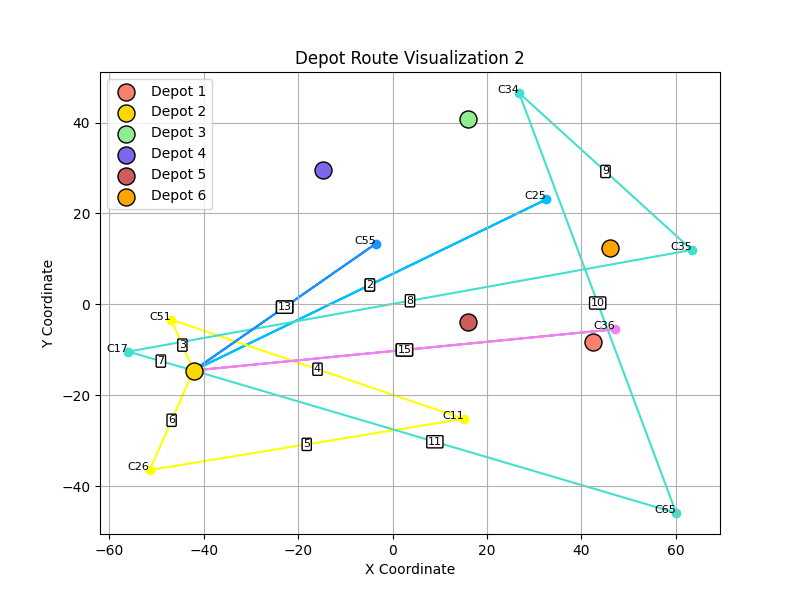 Depot Route Visualization 2
Depot 1
Depot 2
Depot 3
Depot 4
Depot 5
Depot 6
C34
9
C25
C55
C35
2
8
13
10
C51
C36
3
C17
15
7
4
C11
6
11
5
C26
C65
40
20
0
−20
−40
Y Coordinate
−60
−40
−20
0
20
40
60
X Coordinate